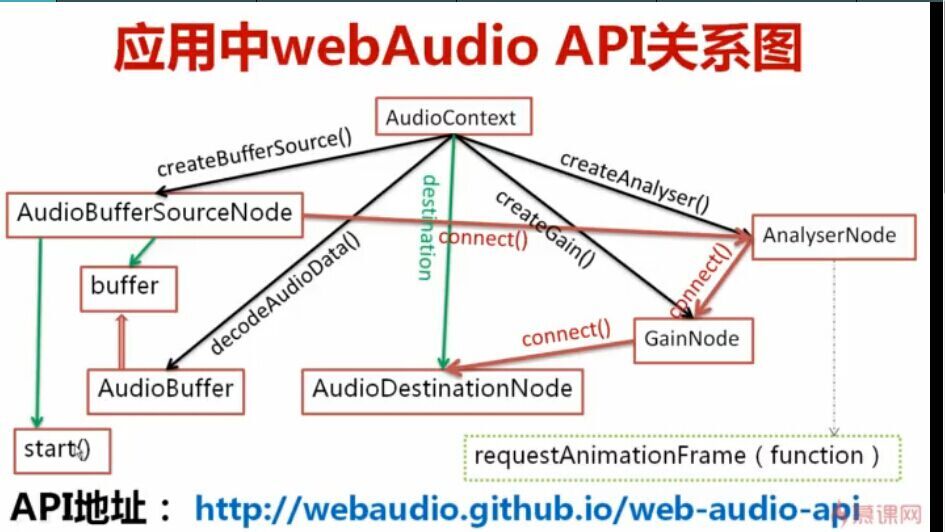 应用中webAudio API关系图
AudioContext
createBufferSource()
createAnalyser()
destination
createGain()
decodeAudioData()
AudioBufferSourceNode
connect()
AnalyserNode
connect()
buffer
GainNode
connect()
AudioBuffer
AudioDestinationNode
start()
requestAnimationFrame ( function )
API地址： http://webaudio.github.io/web-audio-api
慕课网